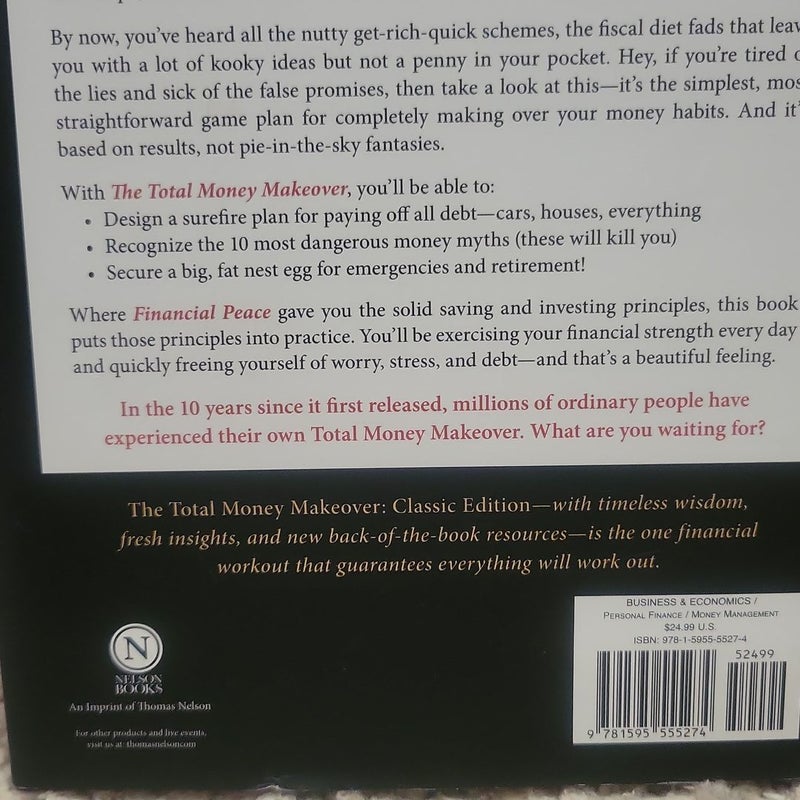 By now, you've heard all the nutty get-rich-quick schemes, the fiscal diet fads that leav
you with a lot of kooky ideas but not a penny in your pocket. Hey, if you're tired o
the lies and sick of the false promises, then take a look at this—it's the simplest, mos
straightforward game plan for completely making over your money habits. And it'
based on results, not pie-in-the-sky fantasies.
With The Total Money Makeover, you'll be able to:
• Design a surefire plan for paying off all debt—cars, houses, everything
• Recognize the 10 most dangerous money myths (these will kill you)
• Secure a big, fat nest egg for emergencies and retirement!
Where Financial Peace gave you the solid saving and investing principles, this book
puts those principles into practice. You'll be exercising your financial strength every day
and quickly freeing yourself of worry, stress, and debt—and that's a beautiful feeling.
In the 10 years since it first released, millions of ordinary people have
experienced their own Total Money Makeover. What are you waiting for?
The Total Money Makeover: Classic Edition—with timeless wisdom,
fresh insights, and new back-of-the-book resources—is the one financial
workout that guarantees everything will work out.
BUSINESS & ECONOMICS /
PERSONAL FINANCE / MONEY MANAGEMENT
$24.99 U.S.
ISBN: 978-1-5955-5527-4
52499
9 781595 555274
N
NELSON
BOOKS
An Imprint of Thomas Nelson
For other products and live events,
visit us at: thomasnelson.com